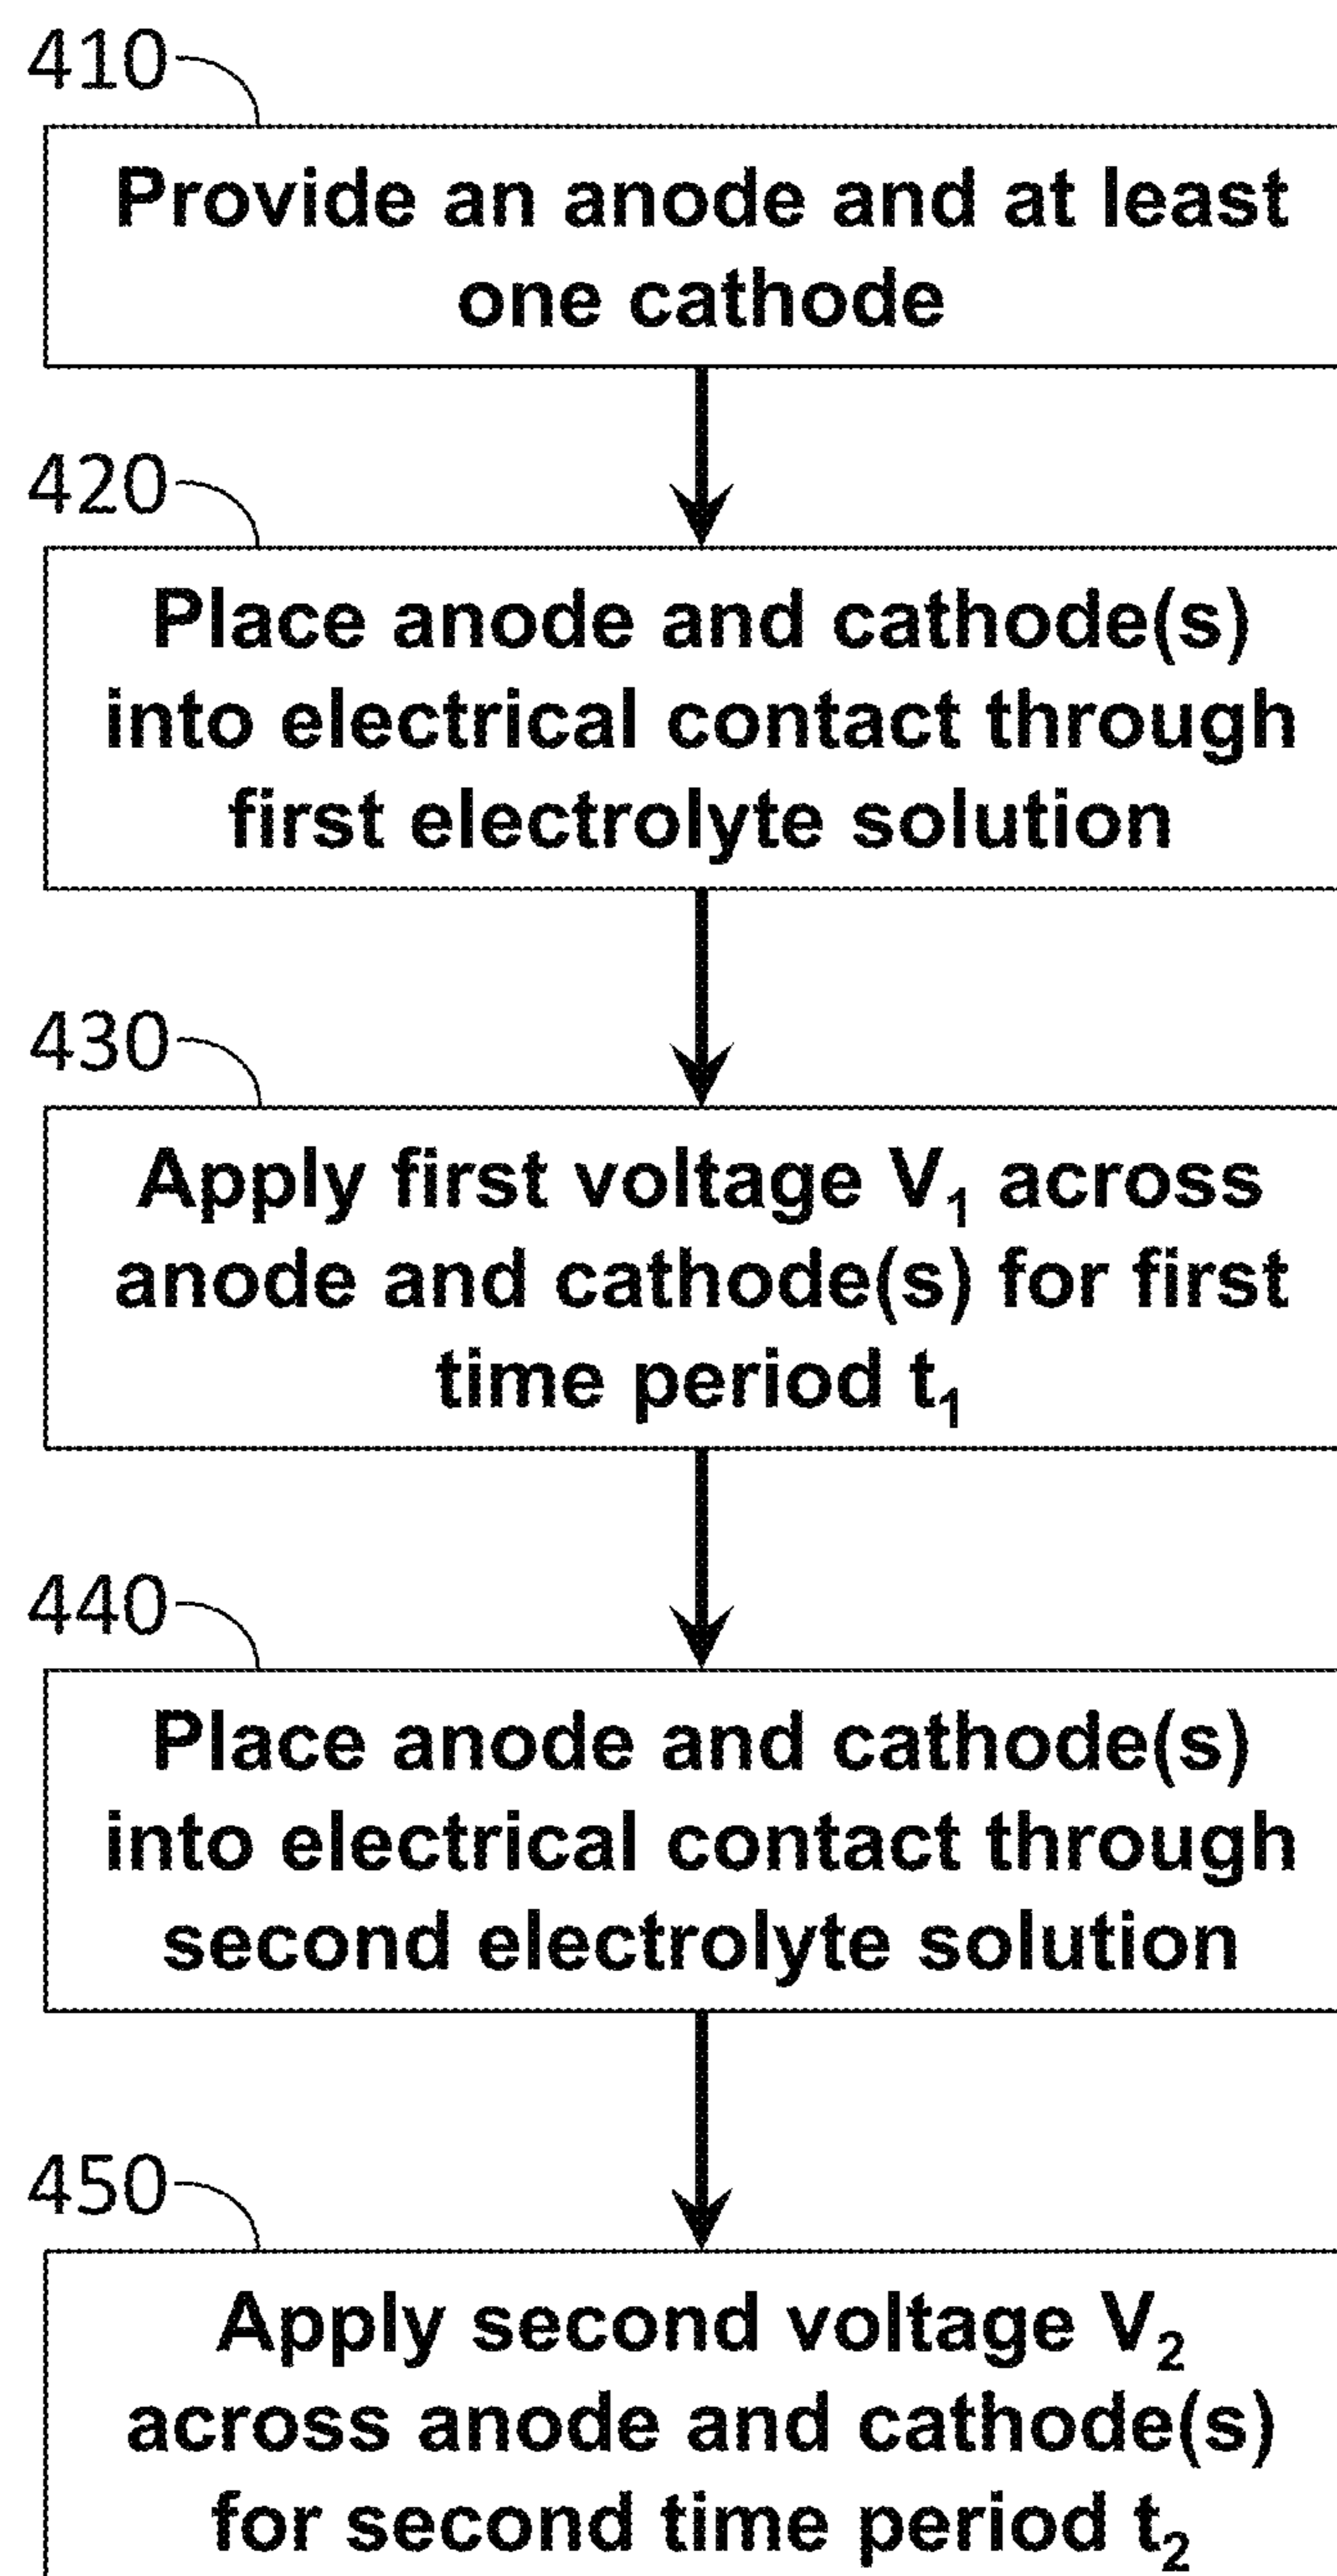 410
Provide an anode and at least
one cathode
420
Place anode and cathode(s)
into electrical contact through
first electrolyte solution
430
Apply first voltage V₁ across
anode and cathode(s) for first
time period t₁
440
Place anode and cathode(s)
into electrical contact through
second electrolyte solution
450
Apply second voltage V₂
across anode and cathode(s)
for second time period t₂